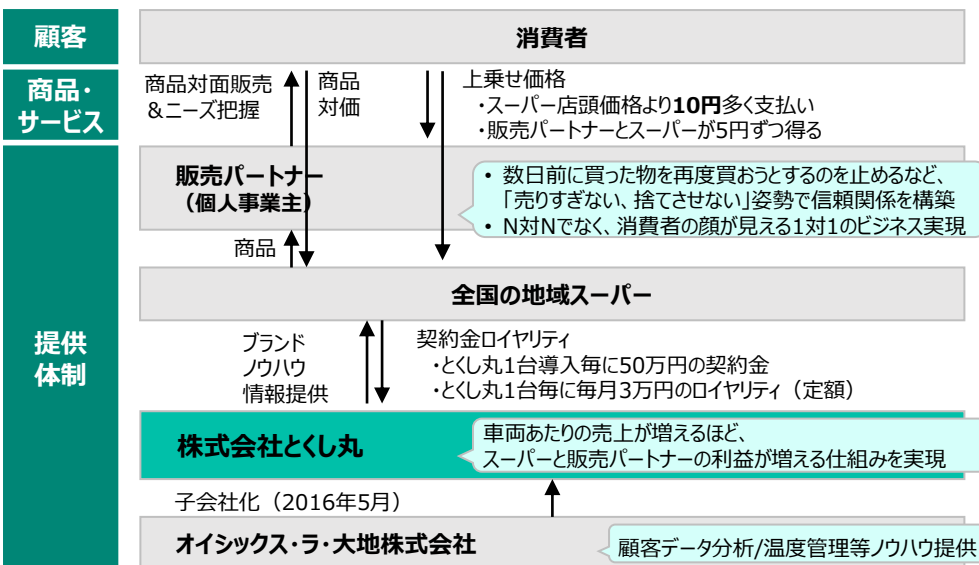 顧客
消費者
商品・
サービス
商品対面販売
&ニーズ把握
商品
対価
上乗せ価格
・スーパー店頭価格より10円多く支払い
・販売パートナーとスーパーが5円ずつ得る
提供
体制
販売パートナー
（個人事業主）
• 数日前に買った物を再度買おうとするのを止めるなど、
「売りすぎない、捨てさせない」姿勢で信頼関係を構築
• N対Nでなく、消費者の顔が見える1対1のビジネス実現
商品
全国の地域スーパー
ブランド
ノウハウ
情報提供
契約金ロイヤリティ
・とくし丸1台導入毎に50万円の契約金
・とくし丸1台毎に毎月3万円のロイヤリティ（定額）
株式会社とくし丸
車両あたりの売上が増えるほど、
スーパーと販売パートナーの利益が増える仕組みを実現
子会社化（2016年5月）
オイシックス・ラ・大地株式会社
顧客データ分析/温度管理等ノウハウ提供